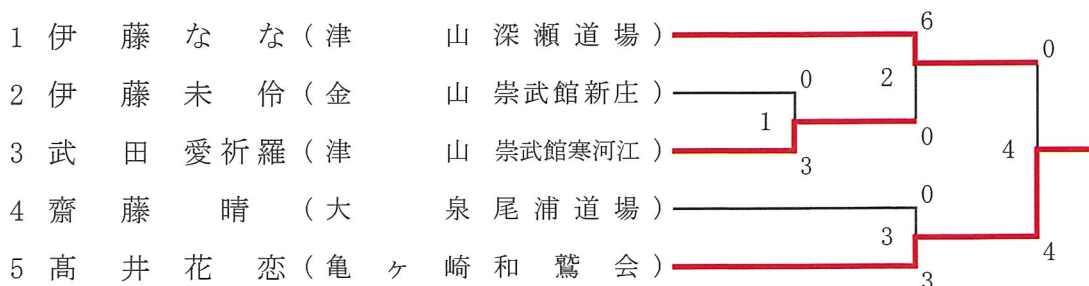 1 伊藤なな(津山 深瀬道場) 6
0
2 伊藤未伶(金山 崇武館新庄) 0 2
1 0
3 武田愛祈羅(津山 崇武館寒河江) 3 4
4 齋藤晴(大泉 尾浦道場) 0
3 4
5 髙井花恋(亀ヶ崎 和鷲会) 3